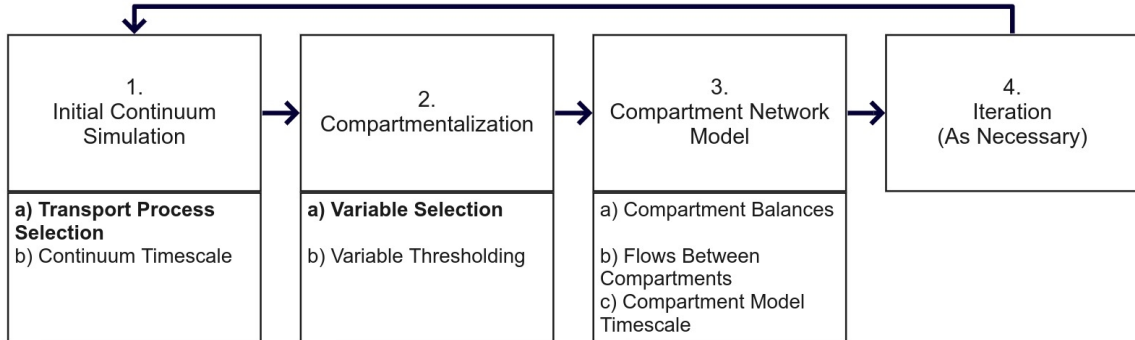 1.
Initial Continuum
Simulation
a) Transport Process
Selection
b) Continuum Timescale
2.
Compartmentalization
a) Variable Selection
b) Variable Thresholding
3.
Compartment Network
Model
a) Compartment Balances
b) Flows Between
Compartments
c) Compartment Model
Timescale
4.
Iteration
(As Necessary)